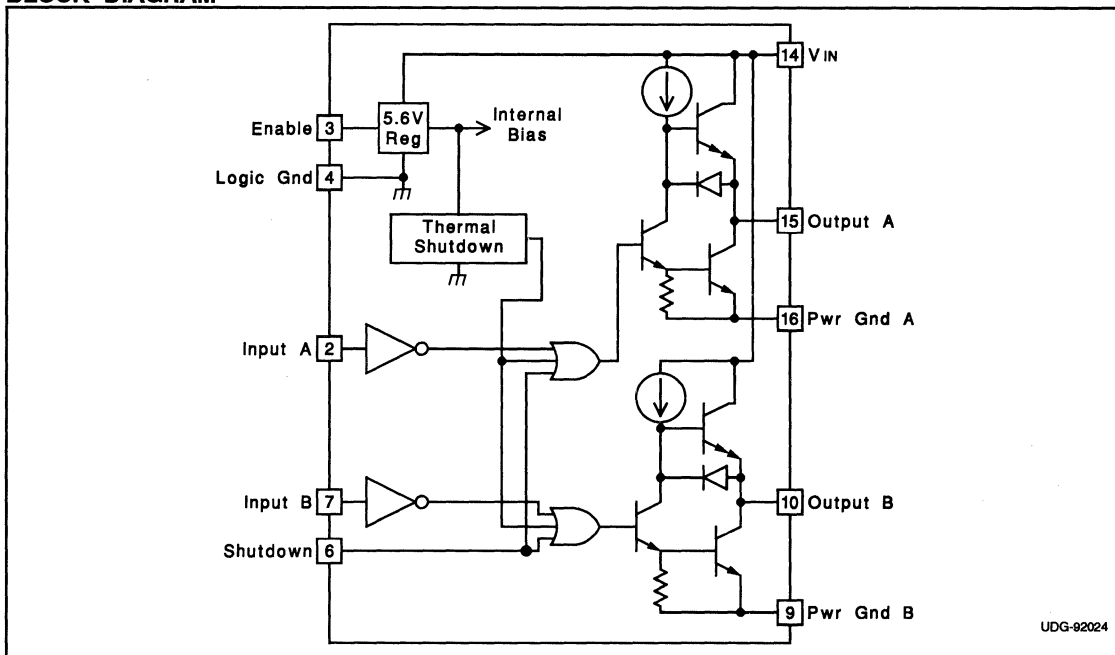 BLOCK DIAGRAM
14 VIN
Enable 3
5.6V
Reg
Internal
Bias
Logic Gnd 4
Thermal
Shutdown
15 Output A
16 Pwr Gnd A
Input A 2
Input B 7
10 Output B
Shutdown 6
9 Pwr Gnd B
UDG-92024